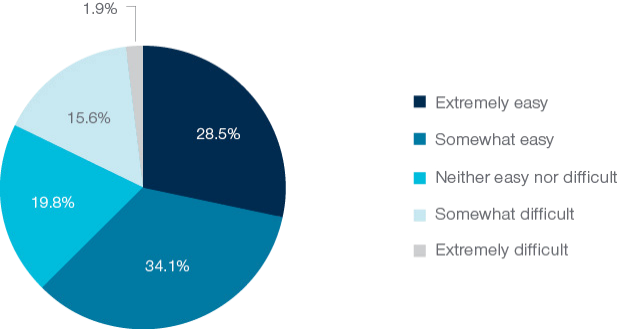 1.9%
28.5%
15.6%
19.8%
34.1%
Extremely easy
Somewhat easy
Neither easy nor difficult
Somewhat difficult
Extremely difficult